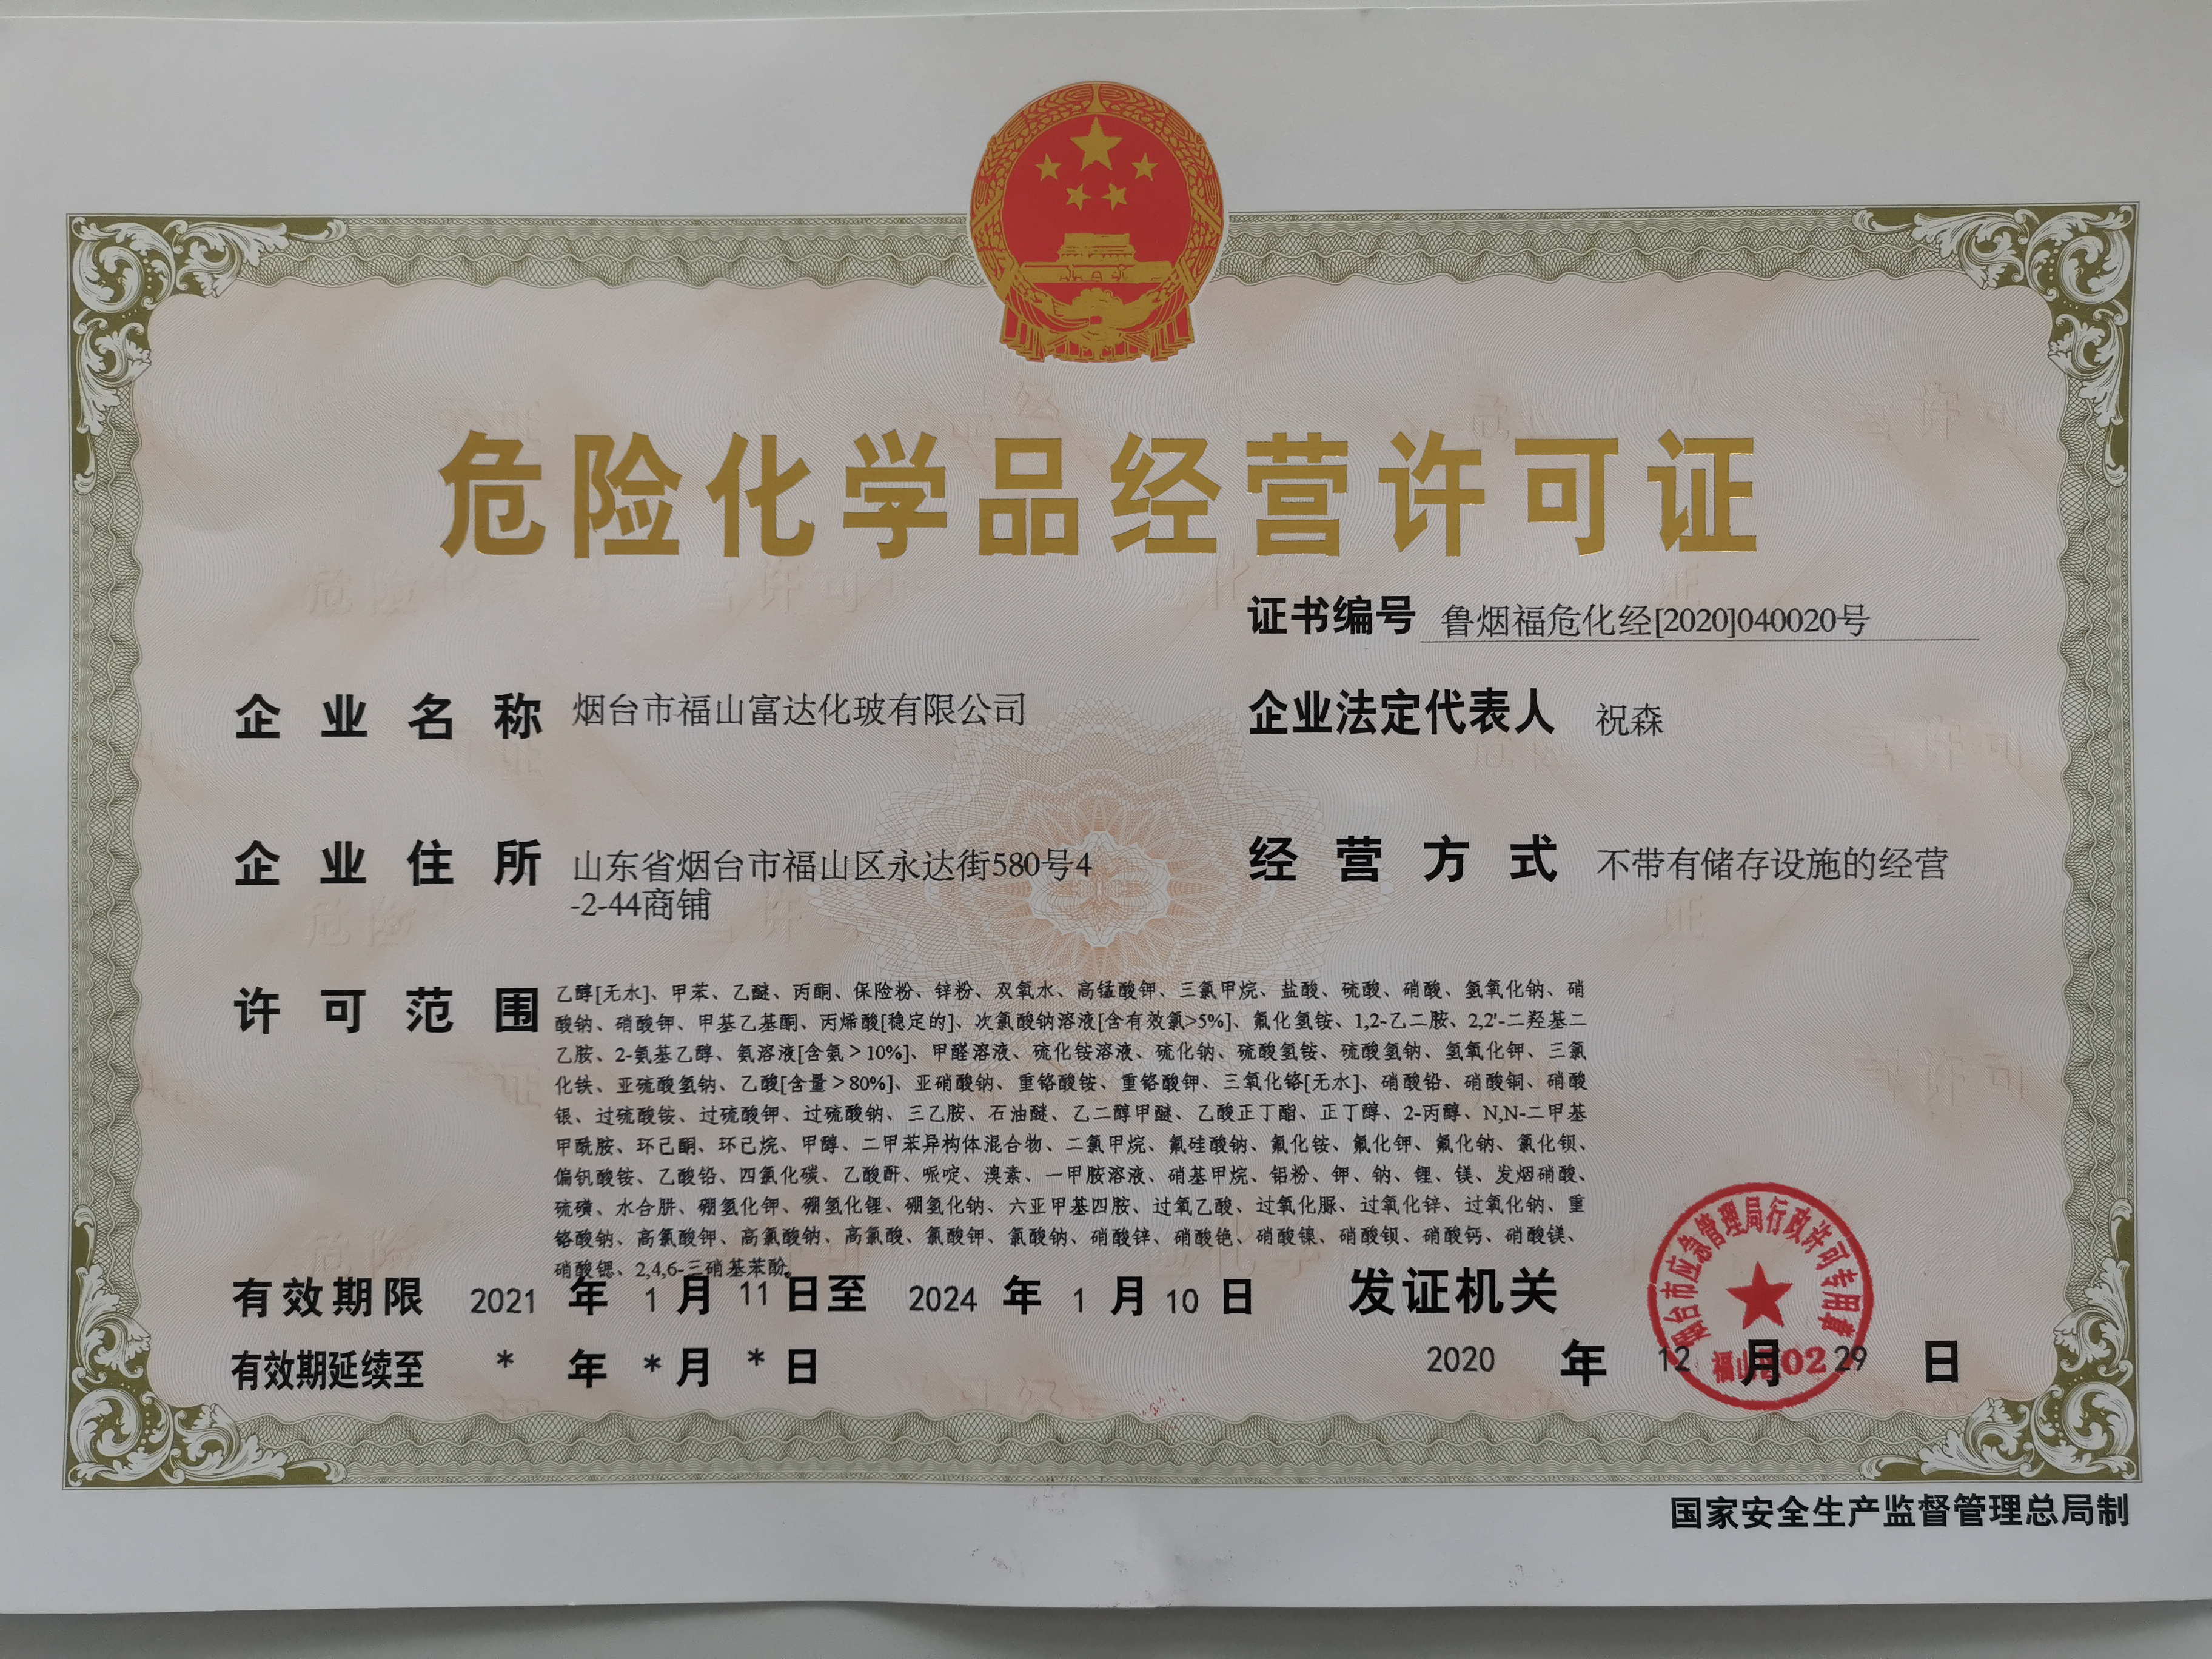 危险化学品经营许可证
证书编号 鲁烟福危化经[2020]040020号
企业名称 烟台市福山富达化玻有限公司
企业法定代表人 祝森
企业住所 山东省烟台市福山区永达街580号4
-2-44商铺
经营方式 不带有储存设施的经营
许可范围 乙醇[无水]、甲苯、乙醚、丙酮、保险粉、锌粉、双氧水、高锰酸钾、三氯甲烷、盐酸、硫酸、硝酸、氢氧化钠、硝
酸钠、硝酸钾、甲基乙基酮、丙烯酸[稳定的]、次氯酸钠溶液[含有效氯>5%]、氟化氢铵、1,2-乙二胺、2,2'-二羟基二
乙胺、2-氨基乙醇、氨溶液[含氨>10%]、甲醛溶液、硫化铵溶液、硫化钠、硫酸氢铵、硫酸氢钠、氢氧化钾、三氯
化铁、亚硫酸氢钠、乙酸[含量>80%]、亚硝酸钠、重铬酸铵、重铬酸钾、三氧化铬[无水]、硝酸铅、硝酸铜、硝酸
银、过硫酸铵、过硫酸钾、过硫酸钠、三乙胺、石油醚、乙二醇甲醚、乙酸正丁酯、正丁醇、2-丙醇、N,N-二甲基
甲酰胺、环己酮、环己烷、甲醇、二甲苯异构体混合物、二氯甲烷、氟硅酸钠、氟化铵、氟化钾、氟化钠、氯化钡、
偏钒酸铵、乙酸铅、四氯化碳、乙酸酐、哌啶、溴素、一甲胺溶液、硝基甲烷、铝粉、钾、钠、锂、镁、发烟硝酸、
硫磺、水合肼、硼氢化钾、硼氢化锂、硼氢化钠、六亚甲基四胺、过氧乙酸、过氧化脲、过氧化锌、过氧化钠、重
铬酸钠、高氯酸钾、高氯酸钠、高氯酸、氯酸钾、氯酸钠、硝酸锌、硝酸铯、硝酸镍、硝酸钡、硝酸钙、硝酸镁、
硝酸锶、2,4,6-三硝基苯酚。
有效期限 2021 年 1 月 11 日至 2024 年 1 月 10 日
发证机关
烟台市应急管理局行政许可专用章
有效期延续至 * 年 * 月 * 日
2020 年 12 月 29 日
福山 02
国家安全生产监督管理总局制